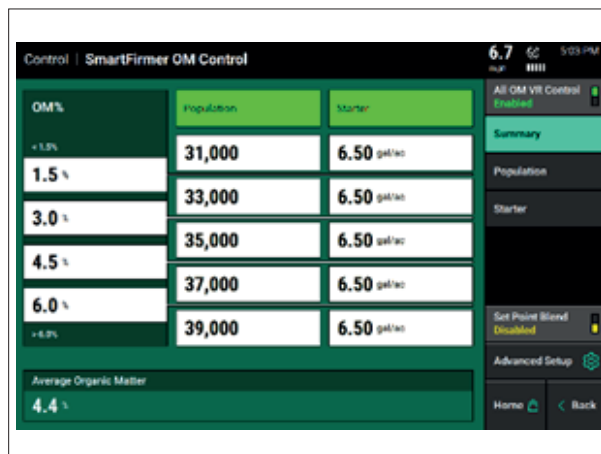 Control | SmartFirmer OM Control
6.7 5:03 PM
mph
OM%
Population
Starter
< 1.5%
31,000
6.50 gal/ac
1.5 %
33,000
6.50 gal/ac
3.0 %
35,000
6.50 gal/ac
4.5 %
37,000
6.50 gal/ac
6.0 %
39,000
6.50 gal/ac
> 6.0%
Average Organic Matter
4.4 %
All OM VR Control
Enabled
Summary
Population
Starter
Set Point Blend
Disabled
Advanced Setup
Home
< Back